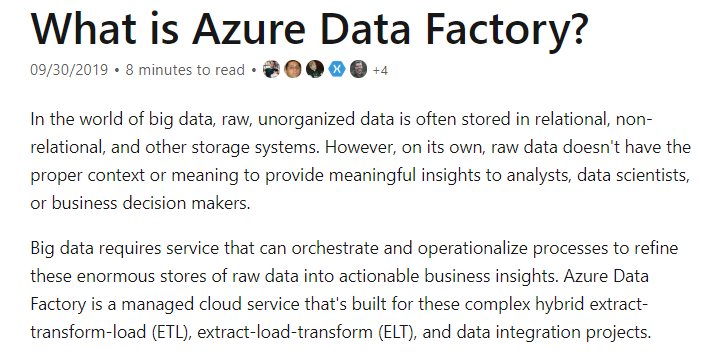 What is Azure Data Factory?
09/30/2019 • 8 minutes to read • +4
In the world of big data, raw, unorganized data is often stored in relational, non-
relational, and other storage systems. However, on its own, raw data doesn't have the
proper context or meaning to provide meaningful insights to analysts, data scientists,
or business decision makers.
Big data requires service that can orchestrate and operationalize processes to refine
these enormous stores of raw data into actionable business insights. Azure Data
Factory is a managed cloud service that's built for these complex hybrid extract-
transform-load (ETL), extract-load-transform (ELT), and data integration projects.